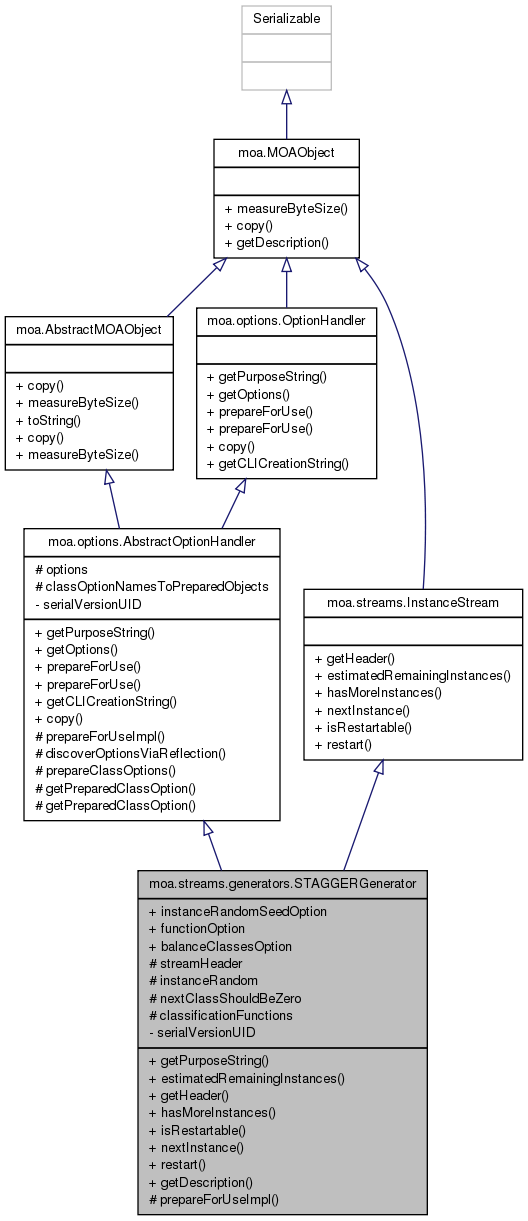 Serializable
moa.MOAObject
+ measureByteSize()
+ copy()
+ getDescription()
moa.AbstractMOAObject
+ copy()
+ measureByteSize()
+ toString()
+ copy()
+ measureByteSize()
moa.options.OptionHandler
+ getPurposeString()
+ getOptions()
+ prepareForUse()
+ prepareForUse()
+ copy()
+ getCLICreationString()
moa.options.AbstractOptionHandler
# options
# classOptionNamesToPreparedObjects
- serialVersionUID
+ getPurposeString()
+ getOptions()
+ prepareForUse()
+ prepareForUse()
+ getCLICreationString()
+ copy()
# prepareForUseImpl()
# discoverOptionsViaReflection()
# prepareClassOptions()
# getPreparedClassOption()
# getPreparedClassOption()
moa.streams.InstanceStream
+ getHeader()
+ estimatedRemainingInstances()
+ hasMoreInstances()
+ nextInstance()
+ isRestartable()
+ restart()
moa.streams.generators.STAGGERGenerator
+ instanceRandomSeedOption
+ functionOption
+ balanceClassesOption
# streamHeader
# instanceRandom
# nextClassShouldBeZero
# classificationFunctions
- serialVersionUID
+ getPurposeString()
+ estimatedRemainingInstances()
+ getHeader()
+ hasMoreInstances()
+ isRestartable()
+ nextInstance()
+ restart()
+ getDescription()
# prepareForUseImpl()